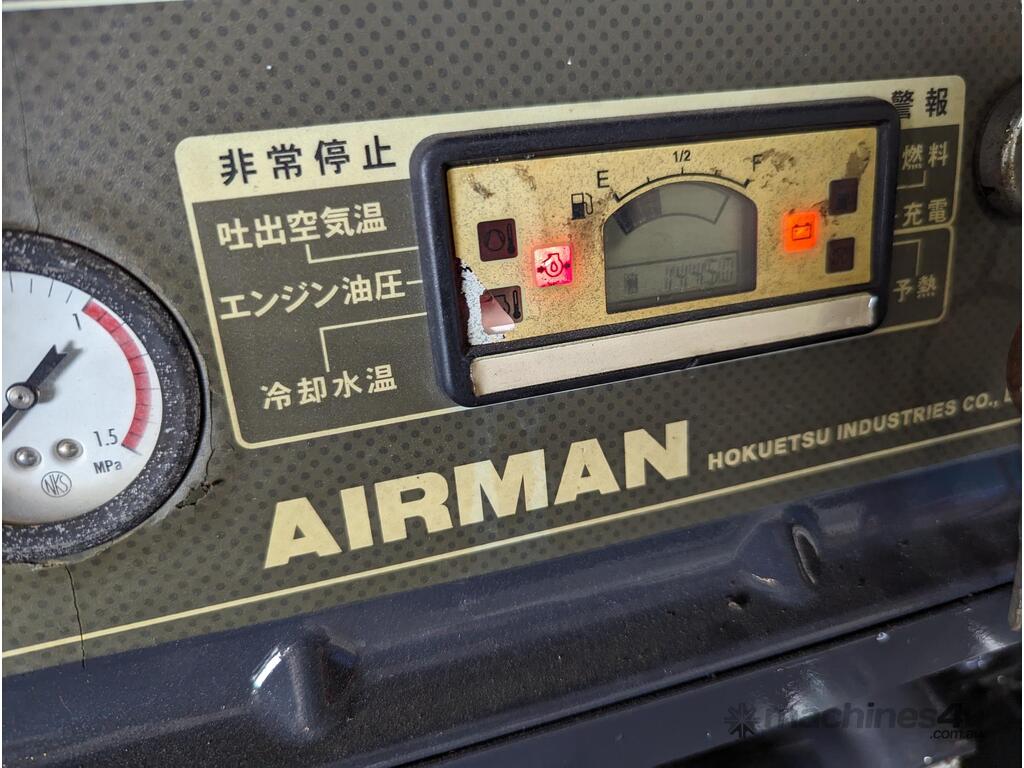 非常停止
警報
吐出空気温
エンジン油圧
冷却水温
E
1/2
F
燃料
充電
予熱
1
1.5
MPa
NKS
AIRMAN
HOKUETSU INDUSTRIES CO.,
machines4u
.com.au